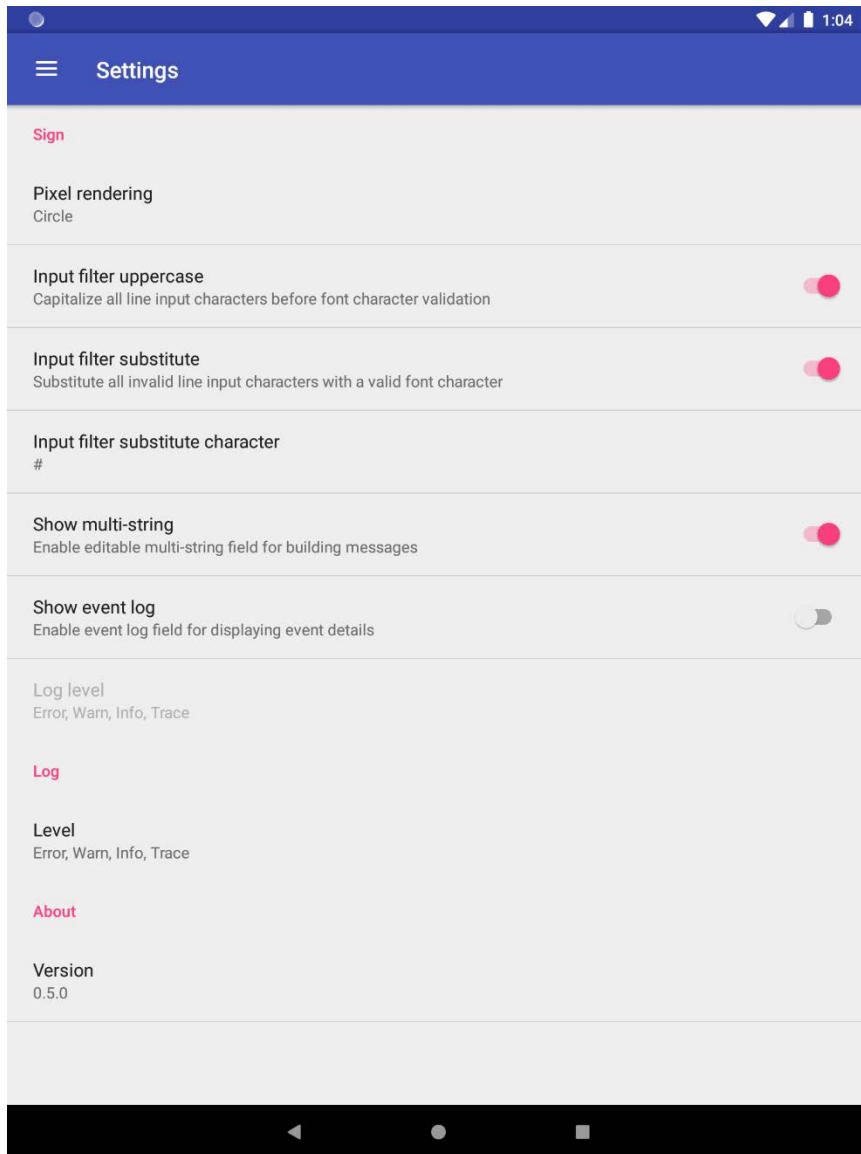 1:04
Settings
Sign
Pixel rendering
Circle
Input filter uppercase
Capitalize all line input characters before font character validation
Input filter substitute
Substitute all invalid line input characters with a valid font character
Input filter substitute character
#
Show multi-string
Enable editable multi-string field for building messages
Show event log
Enable event log field for displaying event details
Log level
Error, Warn, Info, Trace
Log
Level
Error, Warn, Info, Trace
About
Version
0.5.0